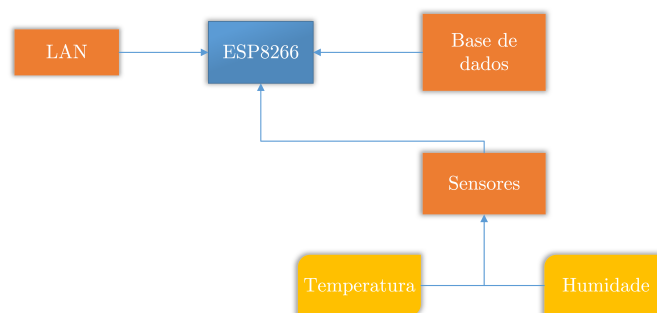 LAN
ESP8266
Base de
dados
Sensores
Temperatura
Humidade